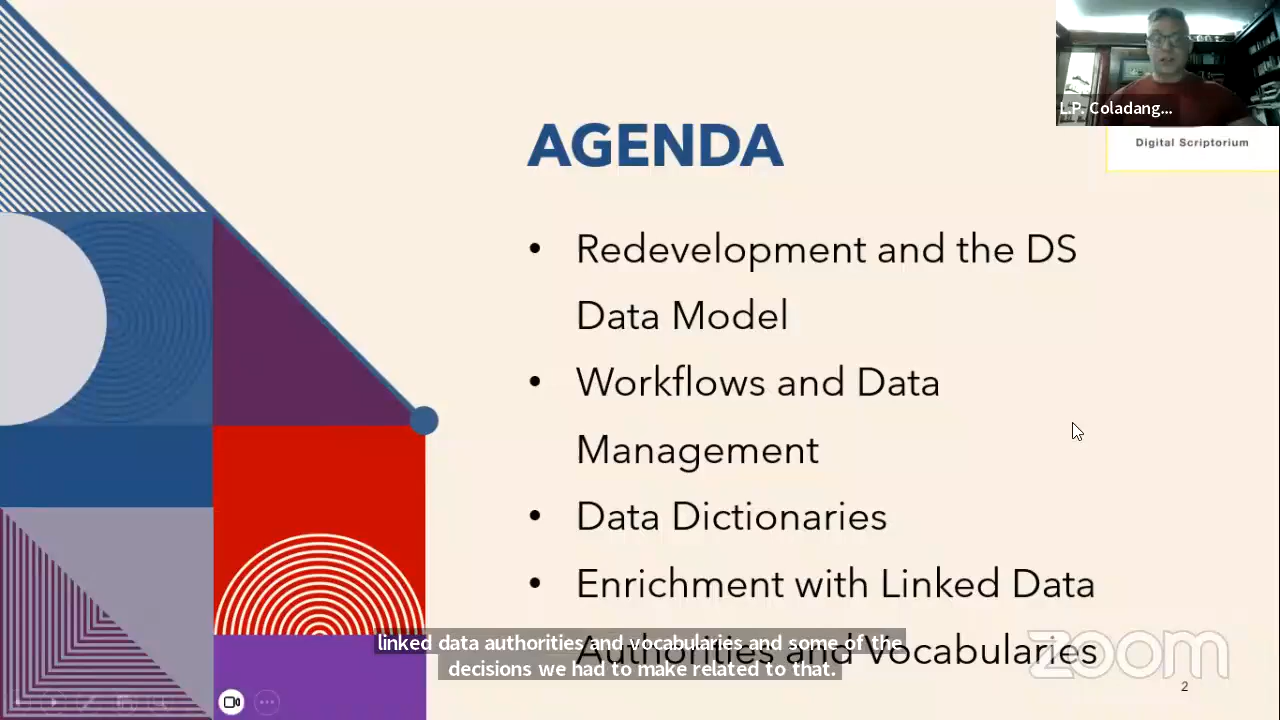 L.P. Coladang...
Digital Scriptorium
AGENDA
• Redevelopment and the DS
Data Model
• Workflows and Data
Management
• Data Dictionaries
• Enrichment with Linked Data
Authorities and Vocabularies
linked data authorities and vocabularies and some of the
decisions we had to make related to that.
zoom
2